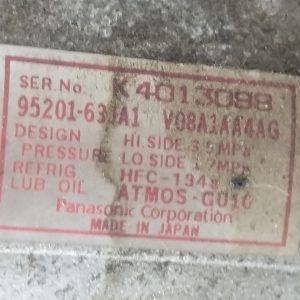 SER.No. K4013098
95201-63JA1 V08A1AA4AG
DESIGN HI.SIDE 3.5MPa
PRESSURE LO SIDE 1.7MPa
REFRIG HFC-134a
LUB OIL ATMOS-GU10
Panasonic Corporation
MADE IN JAPAN